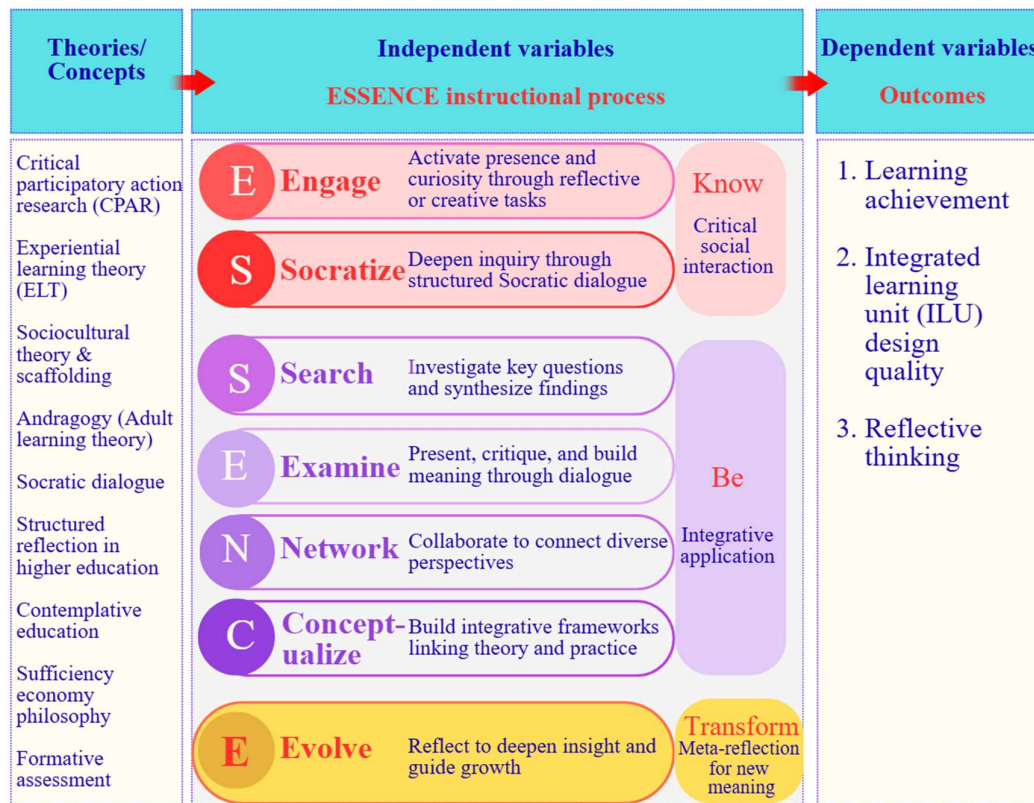 Theories/
Concepts
Independent variables
ESSENCE instructional process
Dependent variables
Outcomes
Critical
participatory action
research (CPAR)
Experiential
learning theory
(ELT)
Sociocultural
theory &
scaffolding
Andragogy (Adult
learning theory)
Socratic dialogue
Structured
reflection in
higher education
Contemplative
education
Sufficiency
economy
philosophy
Formative
assessment
E
Engage
Activate presence and
curiosity through reflective
or creative tasks
S
Socratize
Deepen inquiry through
structured Socratic dialogue
Know
Critical
social
interaction
S
Search
Investigate key questions
and synthesize findings
E
Examine
Present, critique, and build
meaning through dialogue
N
Network
Collaborate to connect diverse
perspectives
C
Concept-
ualize
Build integrative frameworks
linking theory and practice
Be
Integrative
application
E
Evolve
Reflect to deepen insight and
guide growth
Transform
Meta-reflection
for new
meaning
1. Learning
achievement
2. Integrated
learning
unit (ILU)
design
quality
3. Reflective
thinking